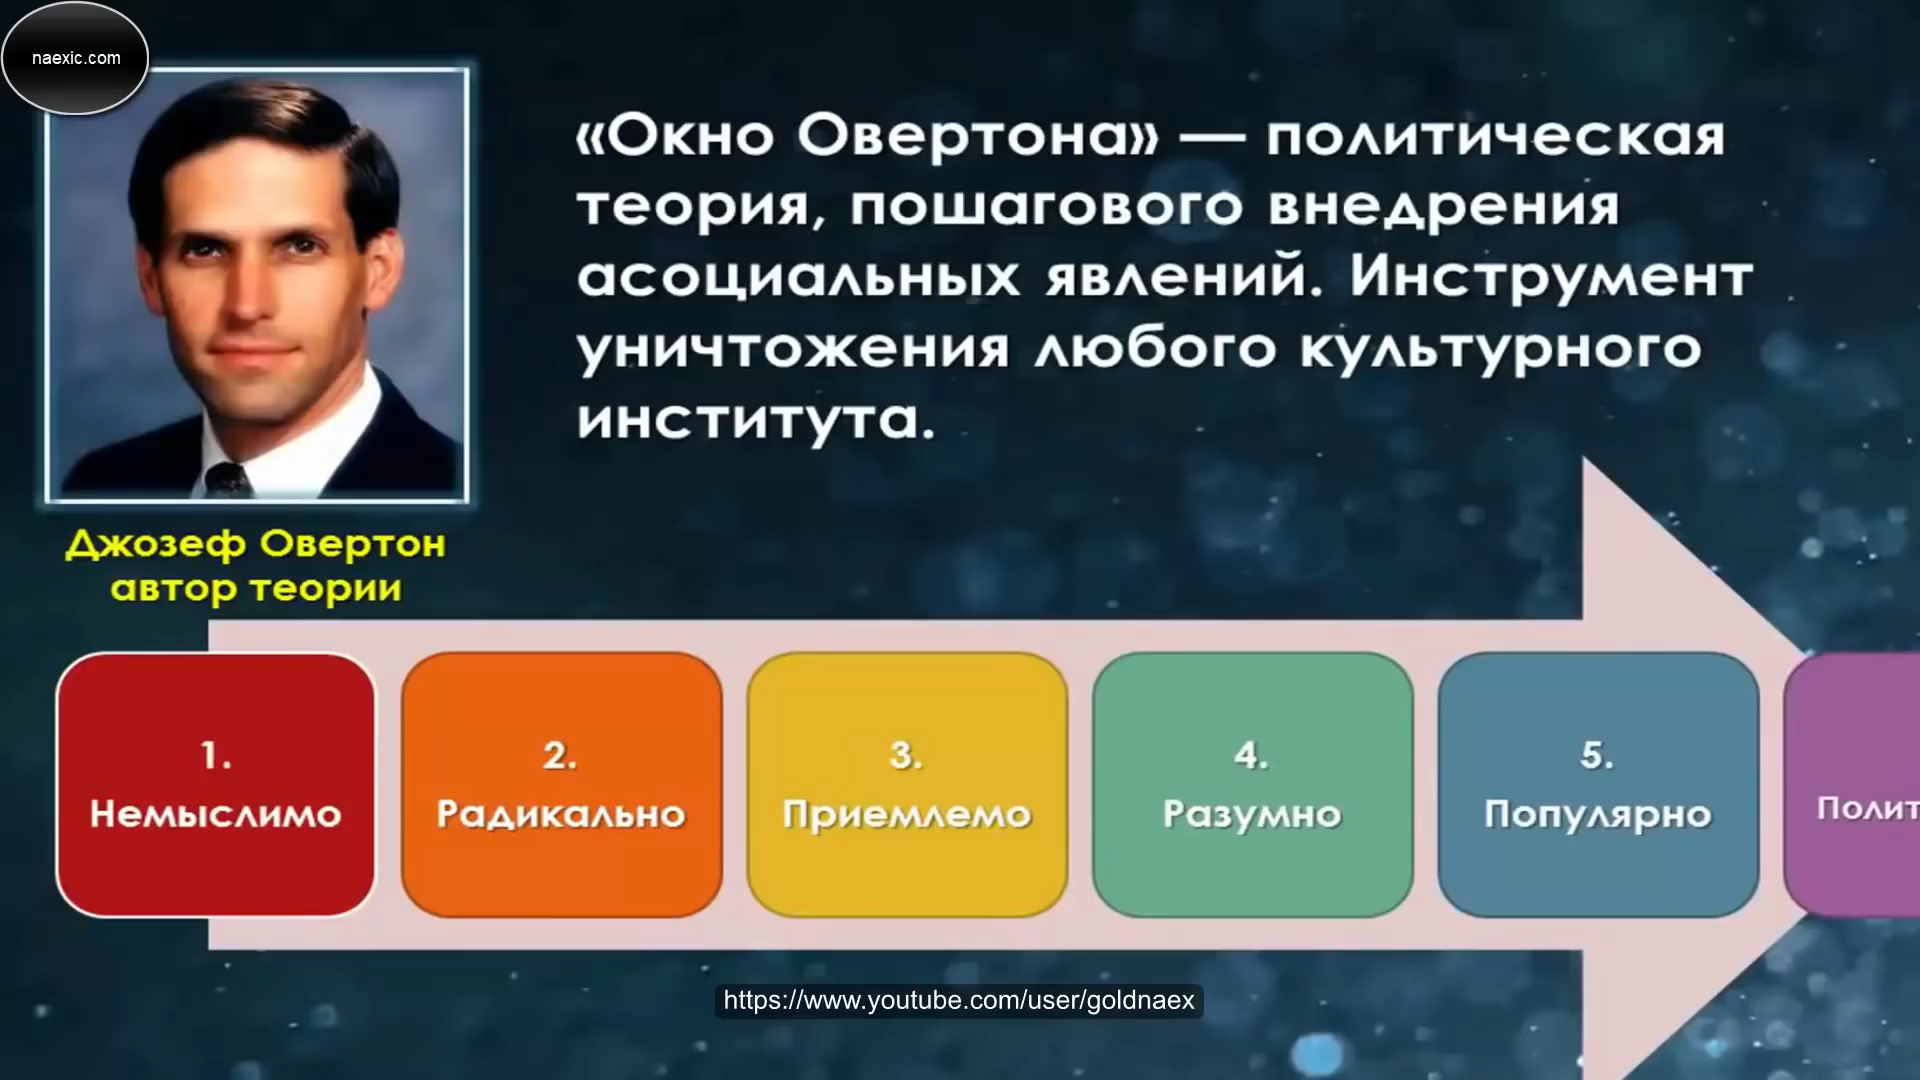 naexic.com
«Окно Овертона» — политическая
теория, пошагового внедрения
асоциальных явлений. Инструмент
уничтожения любого культурного
института.
Джозеф Овертон
автор теории
1.
Немыслимо
2.
Радикально
3.
Приемлемо
4.
Разумно
5.
Популярно
Полит
https://www.youtube.com/user/goldnaex